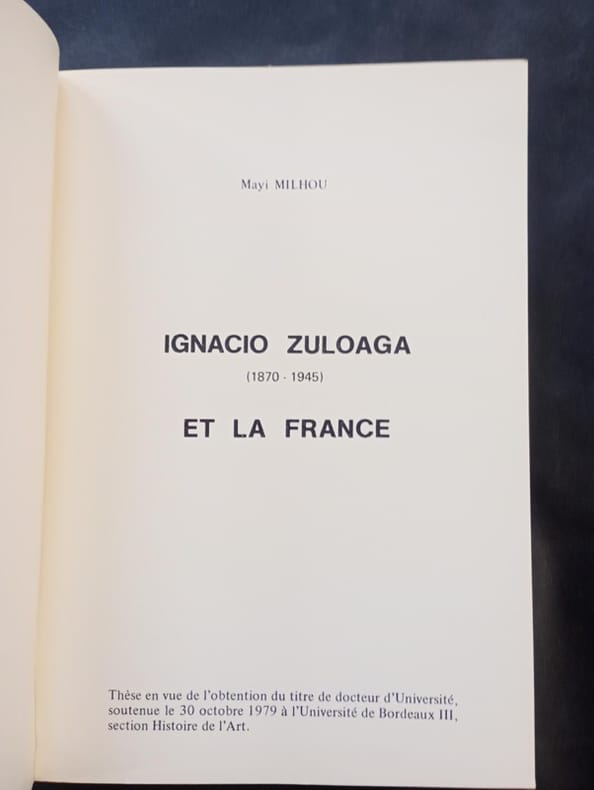 Mayi MILHOU
IGNACIO ZULOAGA
(1870 - 1945)
ET LA FRANCE
Thèse en vue de l'obtention du titre de docteur d'Université,
soutenue le 30 octobre 1979 à l'Université de Bordeaux III,
section Histoire de l'Art.